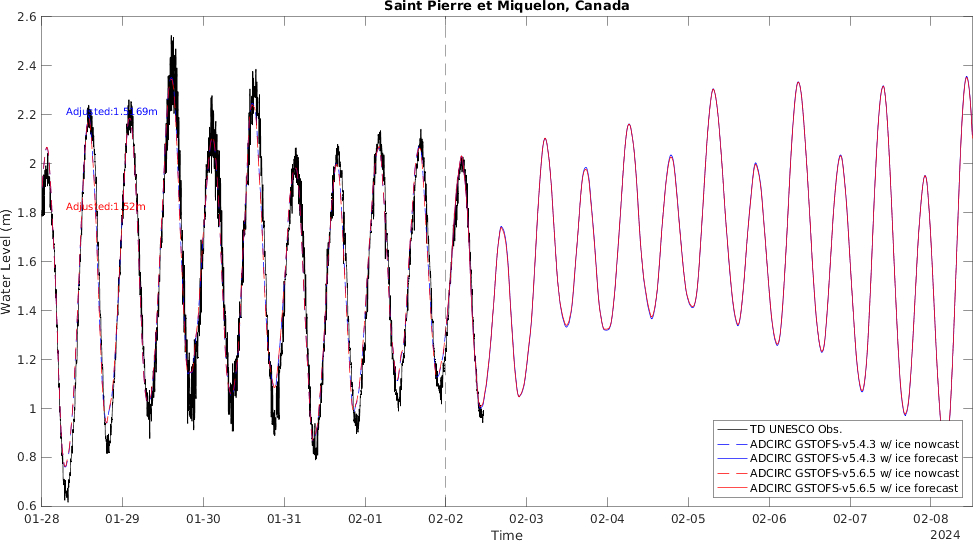 Saint Pierre et Miquelon, Canada
2.6
2.4
2.2
2
1.8
1.6
1.4
1.2
1
0.8
0.6
Water Level (m)
Adjusted:1.5169m
Adjusted:1.52m
TD UNESCO Obs.
ADCIRC GSTOFS-v5.4.3 w/ ice nowcast
ADCIRC GSTOFS-v5.4.3 w/ ice forecast
ADCIRC GSTOFS-v5.6.5 w/ ice nowcast
ADCIRC GSTOFS-v5.6.5 w/ ice forecast
01-28 01-29 01-30 01-31 02-01 02-02 02-03 02-04 02-05 02-06 02-07 02-08
2024
Time